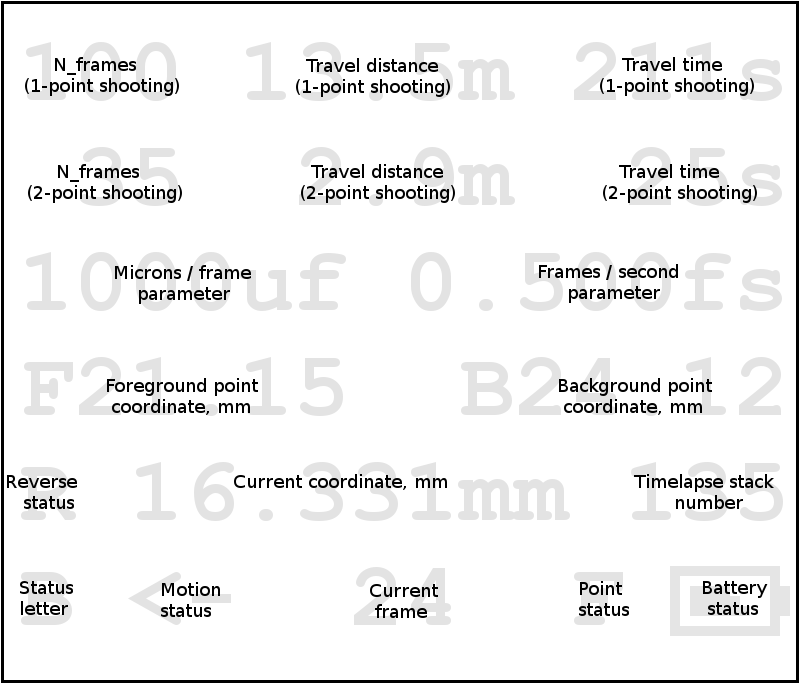 100 13.5m 211s
N_frames Travel distance Travel time
(1-point shooting) (1-point shooting) (1-point shooting)
35 2.0m 25s
N_frames Travel distance Travel time
(2-point shooting) (2-point shooting) (2-point shooting)
1000uf 0.500fs
Microns / frame Frames / second
parameter parameter
F21.15 B24.12
Foreground point Background point
coordinate, mm coordinate, mm
R 16.331mm 135
Reverse Current coordinate, mm Timelapse stack
status number
B <- 24 F
Status Motion Current Point Battery
letter status frame status status